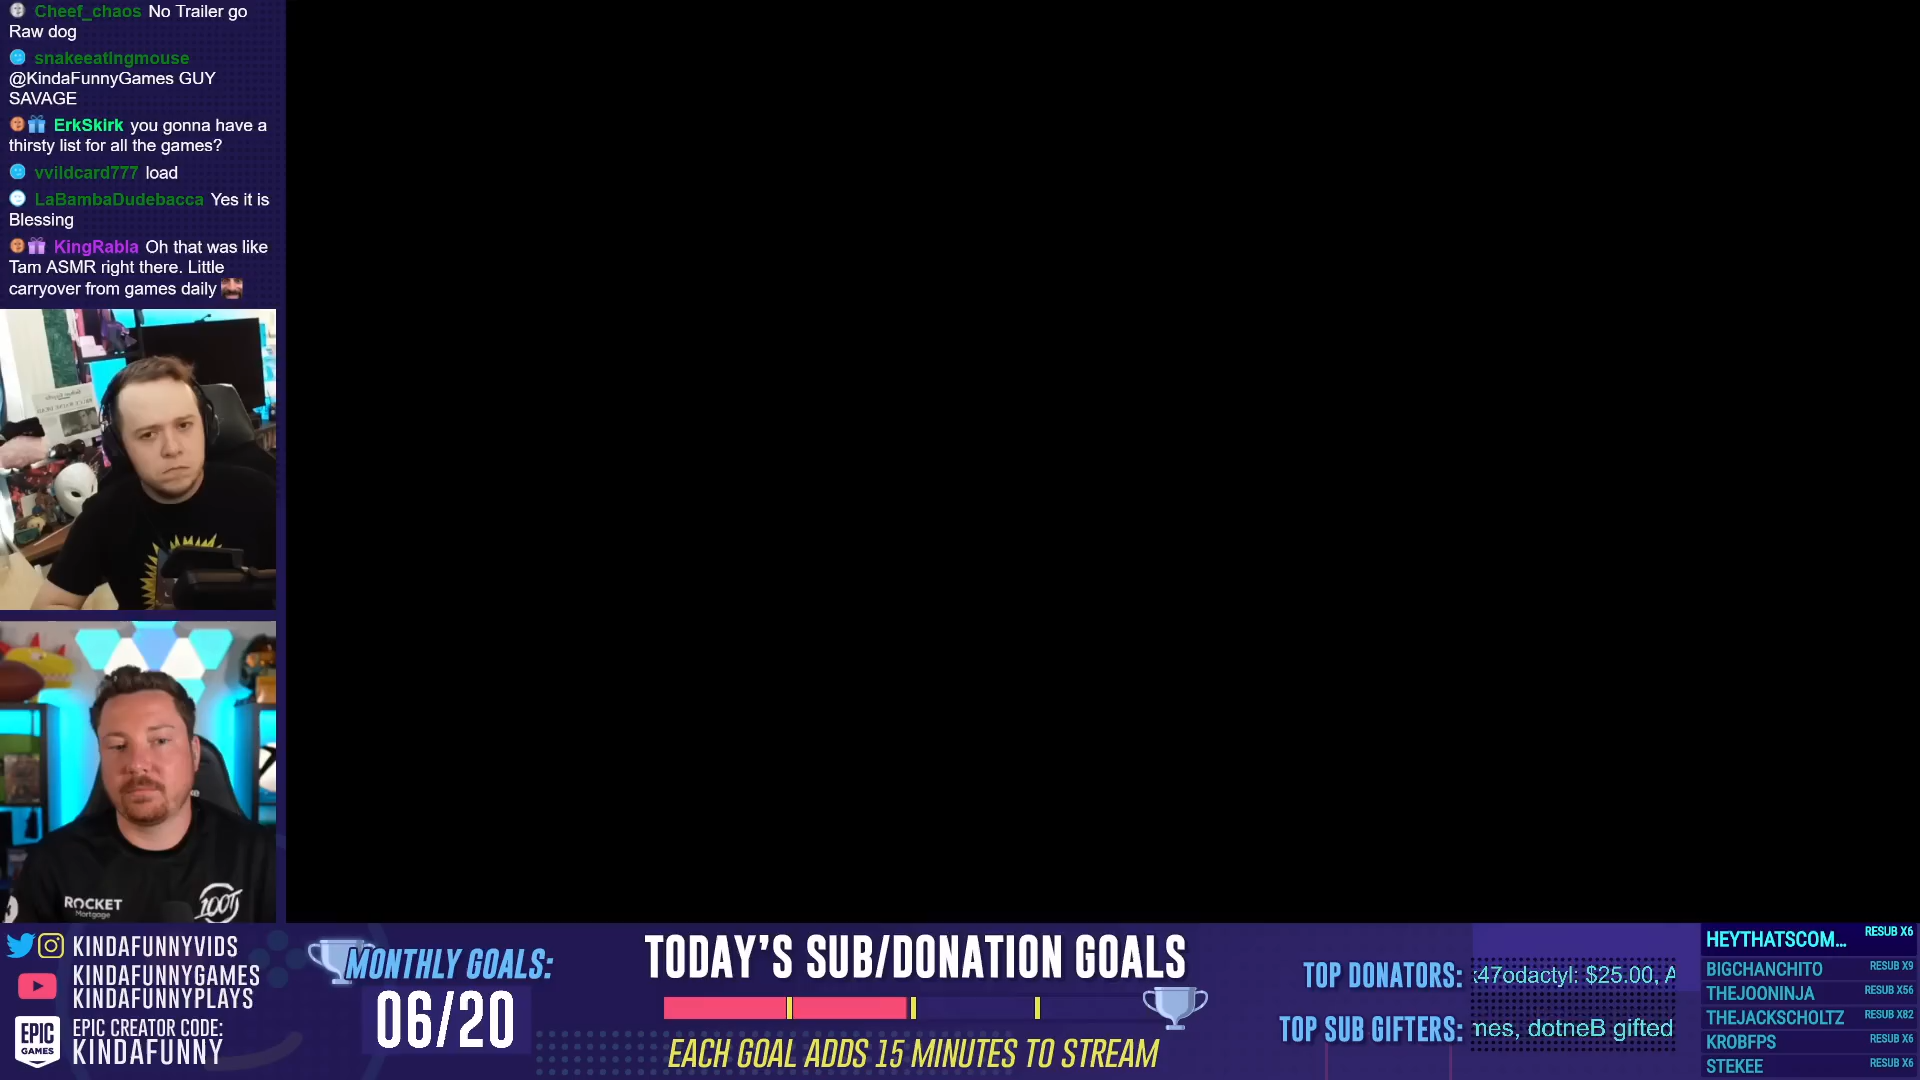 Cheef_chaos No Trailer go
Raw dog
snakeeatingmouse
@KindaFunnyGames GUY
SAVAGE
ErkSkirk you gonna have a
thirsty list for all the games?
vvildcard777 load
LaBambaDudebacca Yes it is
Blessing
KingRabla Oh that was like
Tam ASMR right there. Little
carryover from games daily
ROCKET
Mortgage
100T
KINDAFUNNYVIDS
KINDAFUNNYGAMES
KINDAFUNNYPLAYS
EPIC
GAMES
EPIC CREATOR CODE:
KINDAFUNNY
MONTHLY GOALS:
06/20
TODAY'S SUB/DONATION GOALS
EACH GOAL ADDS 15 MINUTES TO STREAM
TOP DONATORS: 47odactyl: $25.00, A
TOP SUB GIFTERS: mes, dotneB gifted
HEYTHATSCOM... RESUB X6
BIGCHANCHITO RESUB X9
THEJOONINJA RESUB X56
THEJACKSCHOLTZ RESUB X82
KROBFPS RESUB X6
STEKEE RESUB X6